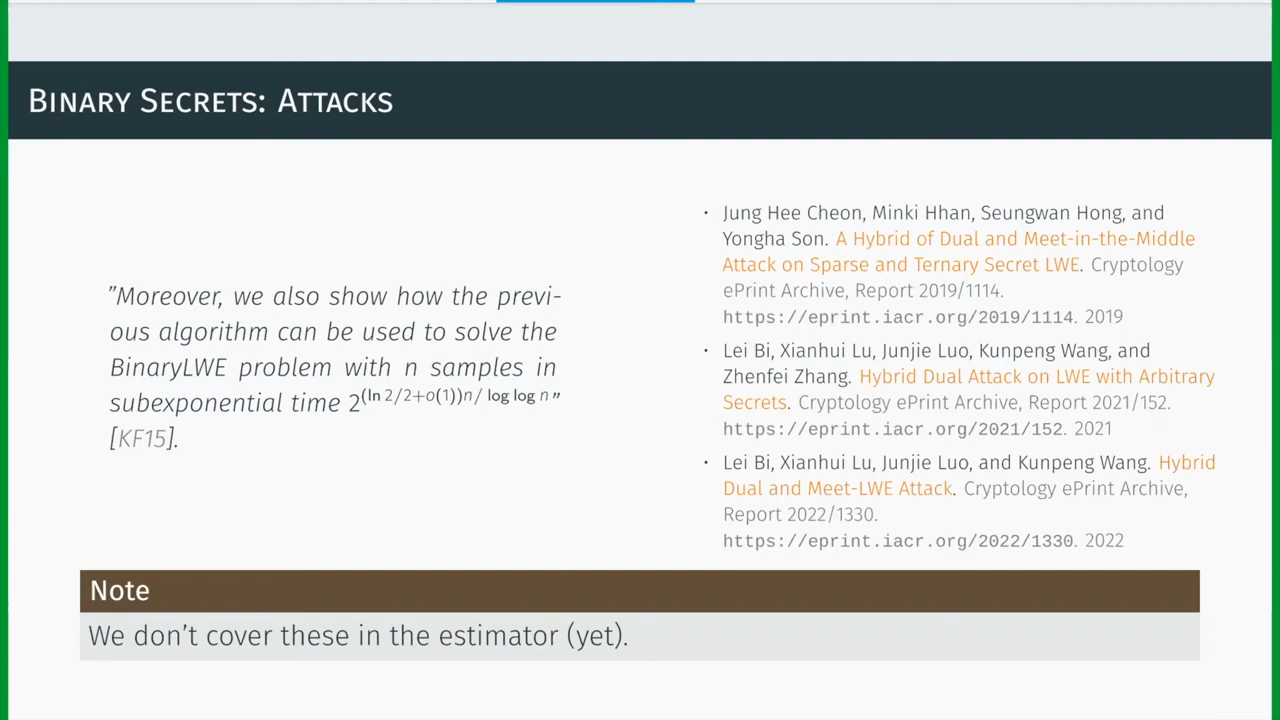 BINARY SECRETS: ATTACKS
"Moreover, we also show how the previ-
ous algorithm can be used to solve the
BinaryLWE problem with n samples in
subexponential time 2^(ln 2/2+o(1))n/ log log n"
[KF15].
· Jung Hee Cheon, Minki Hhan, Seungwan Hong, and
Yongha Son. A Hybrid of Dual and Meet-in-the-Middle
Attack on Sparse and Ternary Secret LWE. Cryptology
ePrint Archive, Report 2019/1114.
https://eprint.iacr.org/2019/1114. 2019
· Lei Bi, Xianhui Lu, Junjie Luo, Kunpeng Wang, and
Zhenfei Zhang. Hybrid Dual Attack on LWE with Arbitrary
Secrets. Cryptology ePrint Archive, Report 2021/152.
https://eprint.iacr.org/2021/152. 2021
· Lei Bi, Xianhui Lu, Junjie Luo, and Kunpeng Wang. Hybrid
Dual and Meet-LWE Attack. Cryptology ePrint Archive,
Report 2022/1330.
https://eprint.iacr.org/2022/1330. 2022
Note
We don't cover these in the estimator (yet).